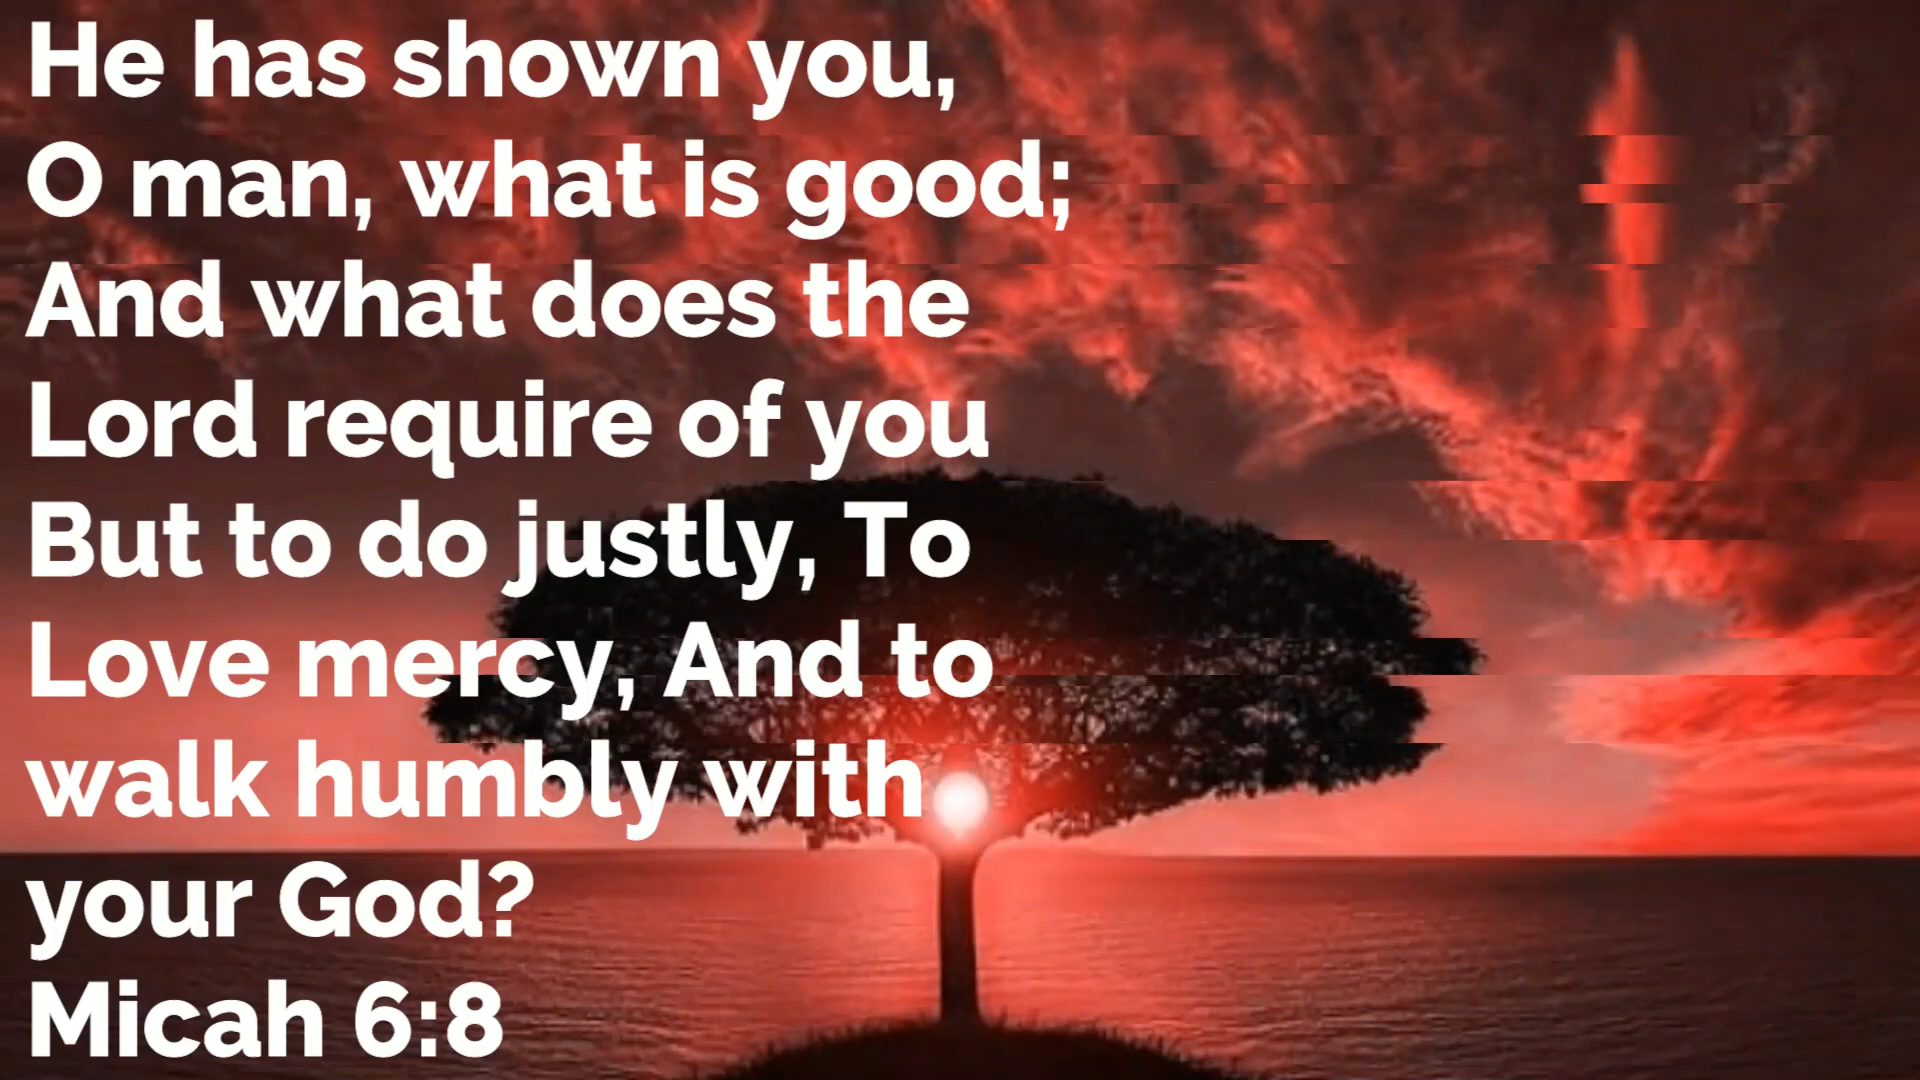 He has shown you,
O man, what is good;
And what does the
Lord require of you
But to do justly, To
Love mercy, And to
walk humbly with
your God?
Micah 6:8